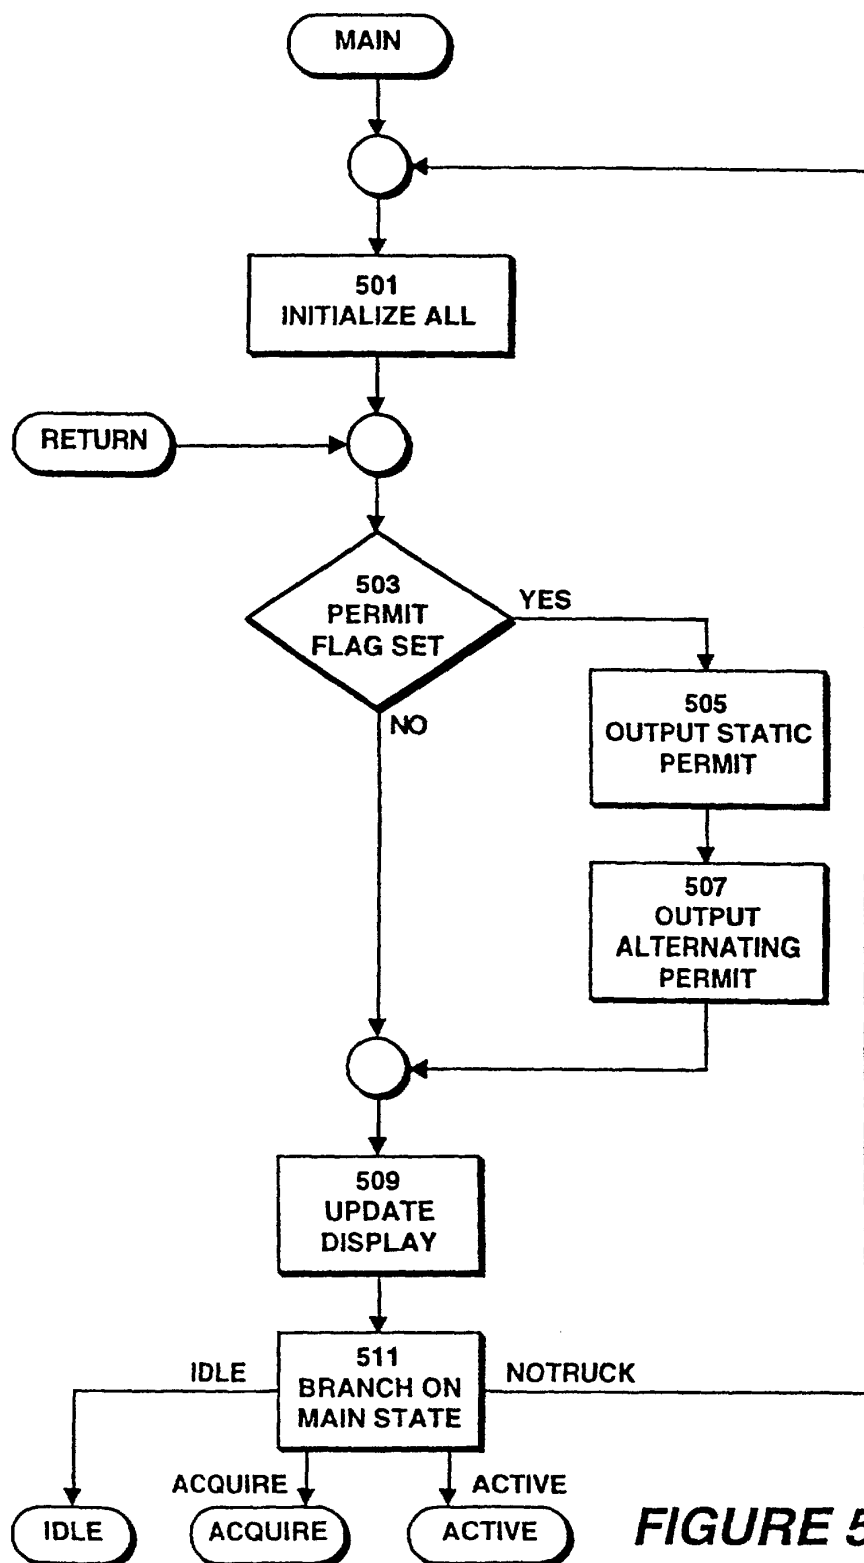 MAIN
501
INITIALIZE ALL
RETURN
503
PERMIT
FLAG SET
YES
NO
505
OUTPUT STATIC
PERMIT
507
OUTPUT
ALTERNATING
PERMIT
509
UPDATE
DISPLAY
511
BRANCH ON
MAIN STATE
IDLE
NOTRUCK
ACQUIRE
ACTIVE
IDLE
ACQUIRE
ACTIVE
FIGURE 5